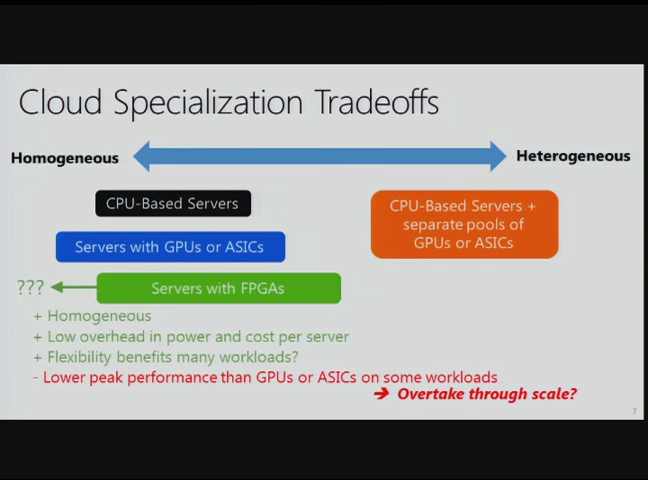 Cloud Specialization Tradeoffs
Homogeneous
Heterogeneous
CPU-Based Servers
CPU-Based Servers +
separate pools of
GPUs or ASICs
Servers with GPUs or ASICs
???
Servers with FPGAs
+ Homogeneous
+ Low overhead in power and cost per server
+ Flexibility benefits many workloads?
- Lower peak performance than GPUs or ASICs on some workloads
➔ Overtake through scale?
7